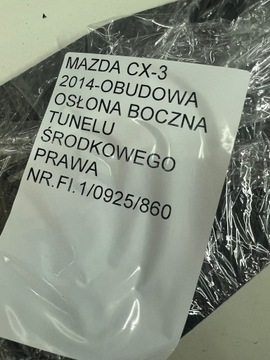 MAZDA CX-3
2014-OBUDOWA
OSŁONA BOCZNA
TUNELU
ŚRODKOWEGO
PRAWA
NR.FI.1/0925/860